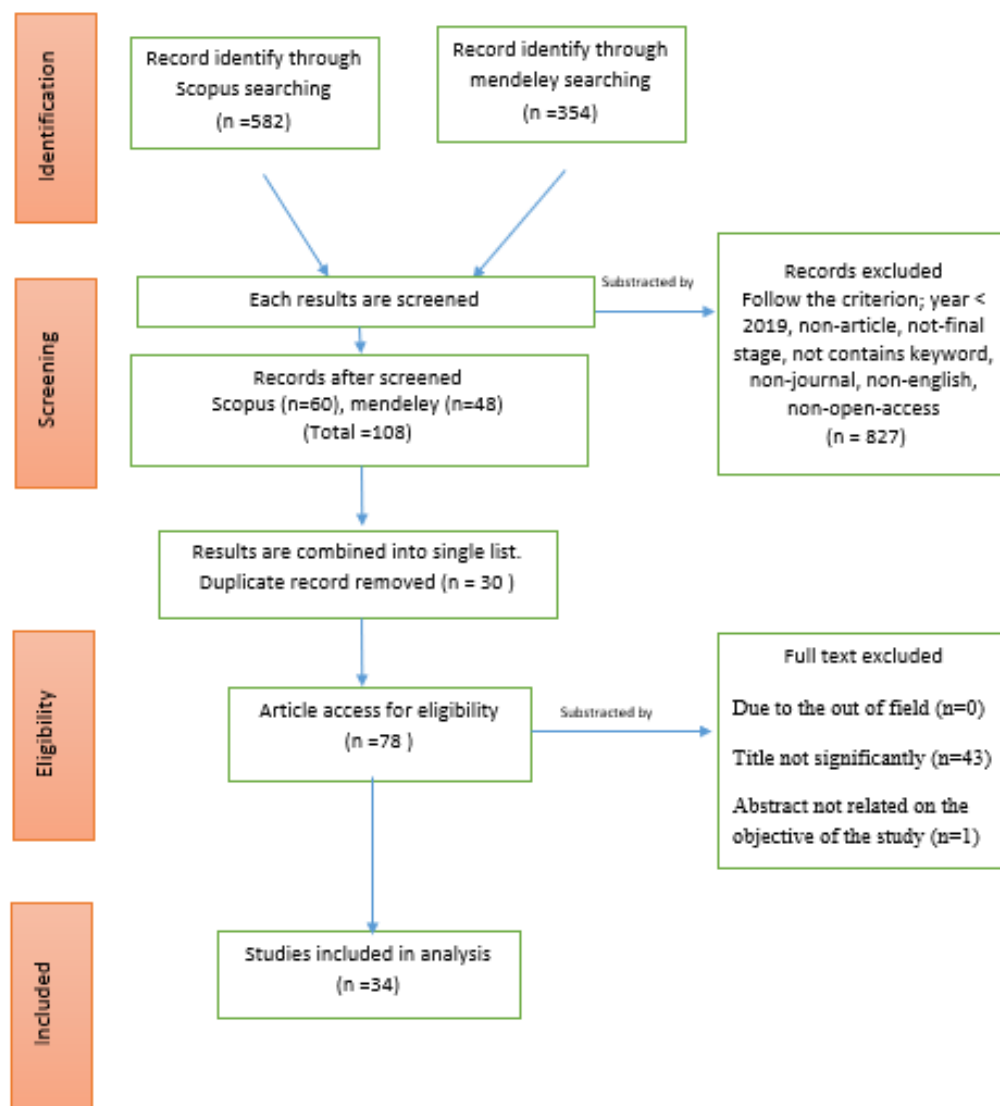 Identification
Record identify through
Scopus searching
(n =582)
Record identify through
mendeley searching
(n =354)
Screening
Each results are screened
Substracted by
Records excluded
Follow the criterion; year <
2019, non-article, not-final
stage, not contains keyword,
non-journal, non-english,
non-open-access
(n = 827)
Records after screened
Scopus (n=60), mendeley (n=48)
(Total =108)
Results are combined into single list.
Duplicate record removed (n = 30 )
Eligibility
Article access for eligibility
(n =78 )
Substracted by
Full text excluded
Due to the out of field (n=0)
Title not significantly (n=43)
Abstract not related on the
objective of the study (n=1)
Included
Studies included in analysis
(n =34)